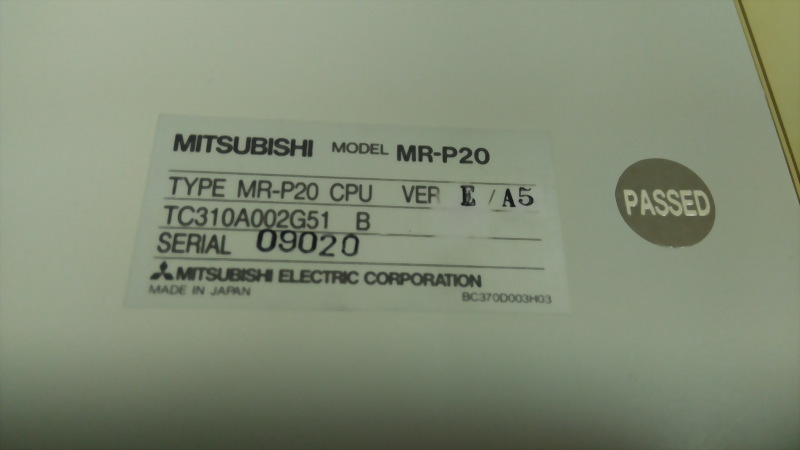 MITSUBISHI MODEL MR-P20
TYPE MR-P20 CPU VER E / A5
TC310A002G51 B
SERIAL 09020
MITSUBISHI ELECTRIC CORPORATION
MADE IN JAPAN BC370D003H03
PASSED